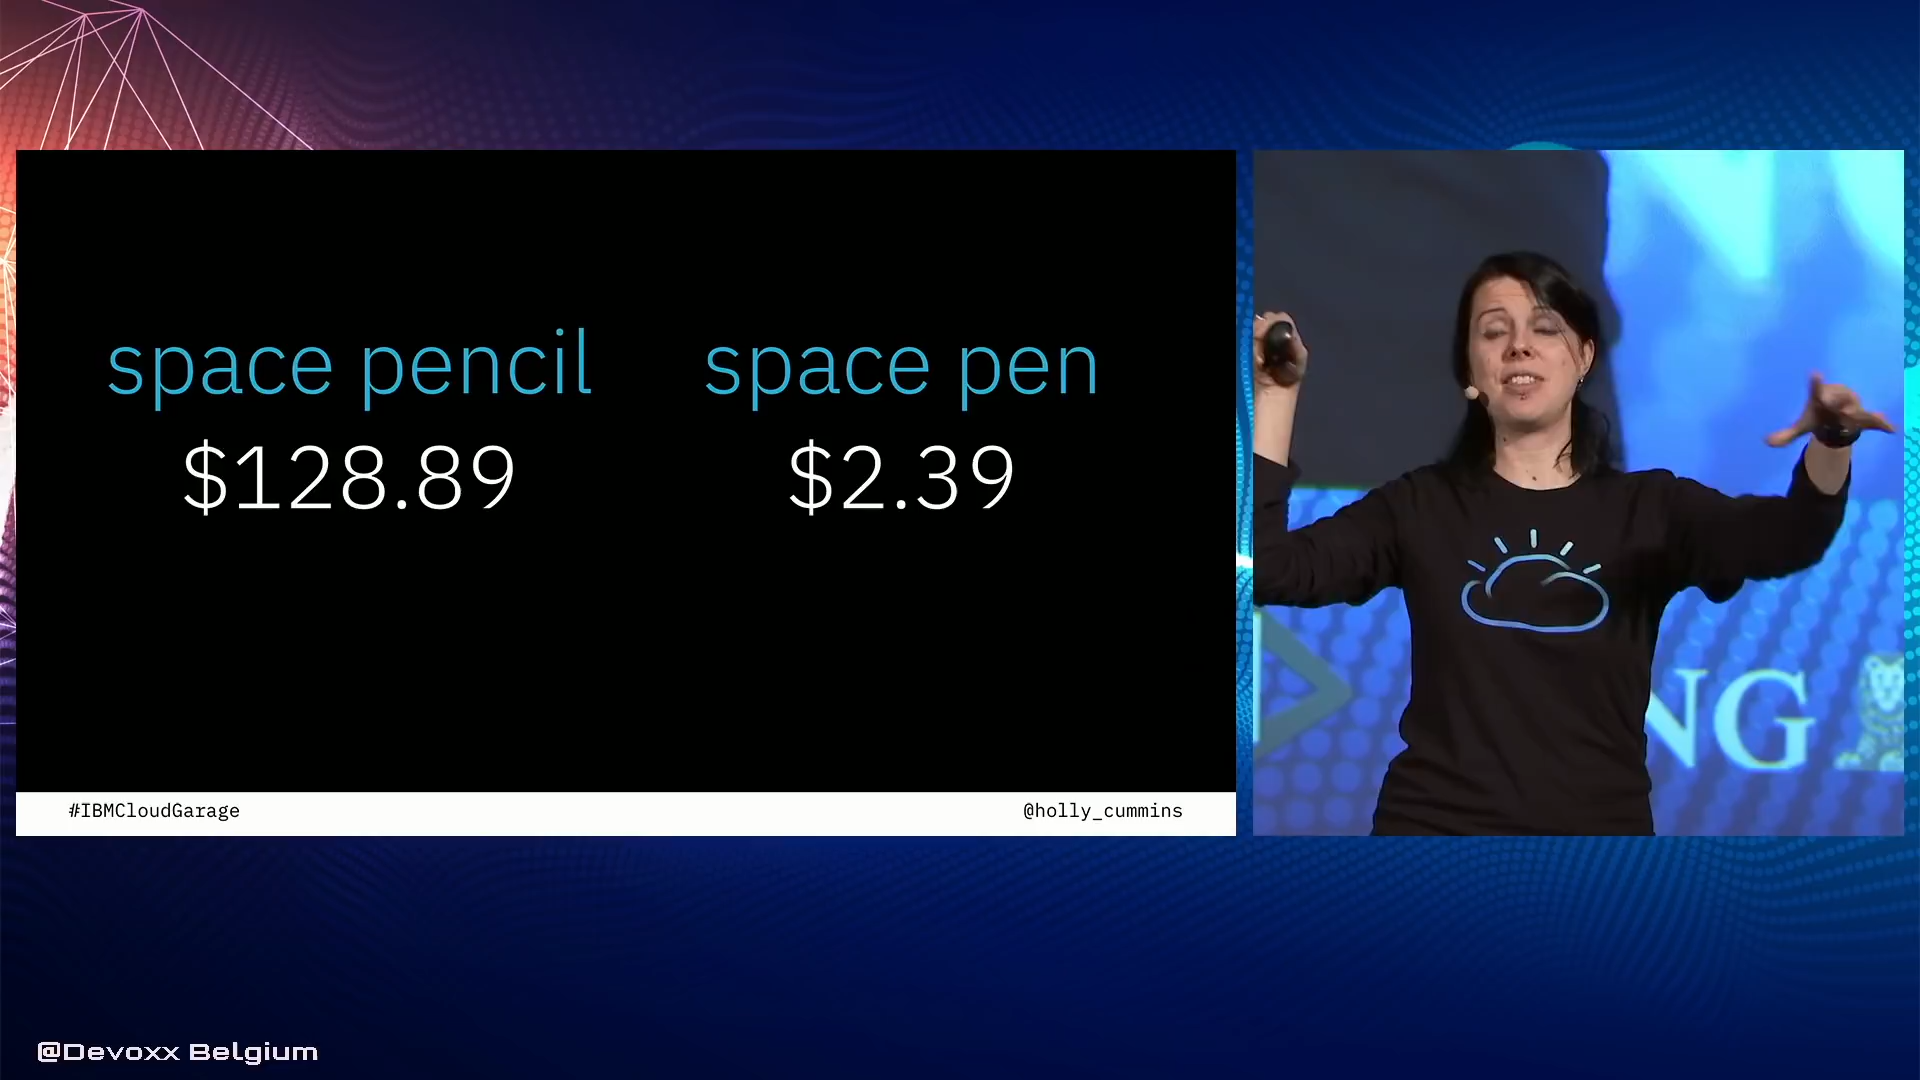 space pencil
$128.89
space pen
$2.39
#IBMCloudGarage
@holly_cummins
NG
@Devoxx Belgium